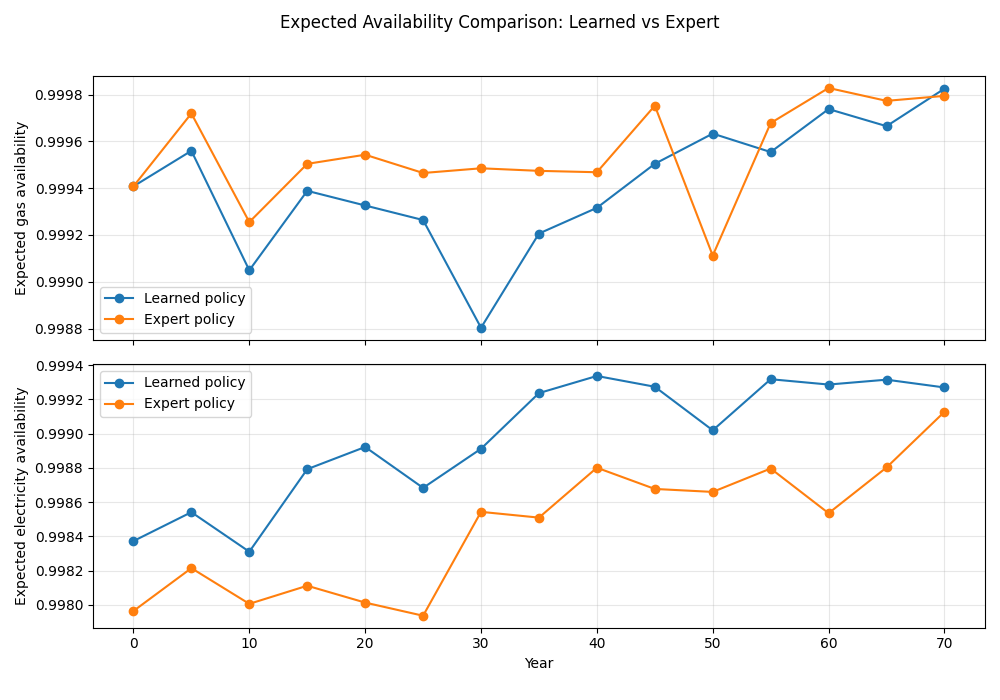 Expected Availability Comparison: Learned vs Expert
Expected gas availability
0.9998
0.9996
0.9994
0.9992
0.9990
0.9988
Learned policy
Expert policy
Expected electricity availability
0.9994
0.9992
0.9990
0.9988
0.9986
0.9984
0.9982
0.9980
Learned policy
Expert policy
0 10 20 30 40 50 60 70
Year